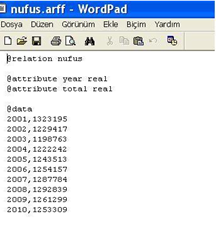 nufus.arff - WordPad
Dosya Düzen Görünüm Ekle Biçim Yardım
@relation nufus
@attribute year real
@attribute total real
@data
2001,1323195
2002,1229417
2003,1198763
2004,1222242
2005,1243513
2006,1254157
2007,1287784
2008,1292839
2009,1261299
2010,1253309